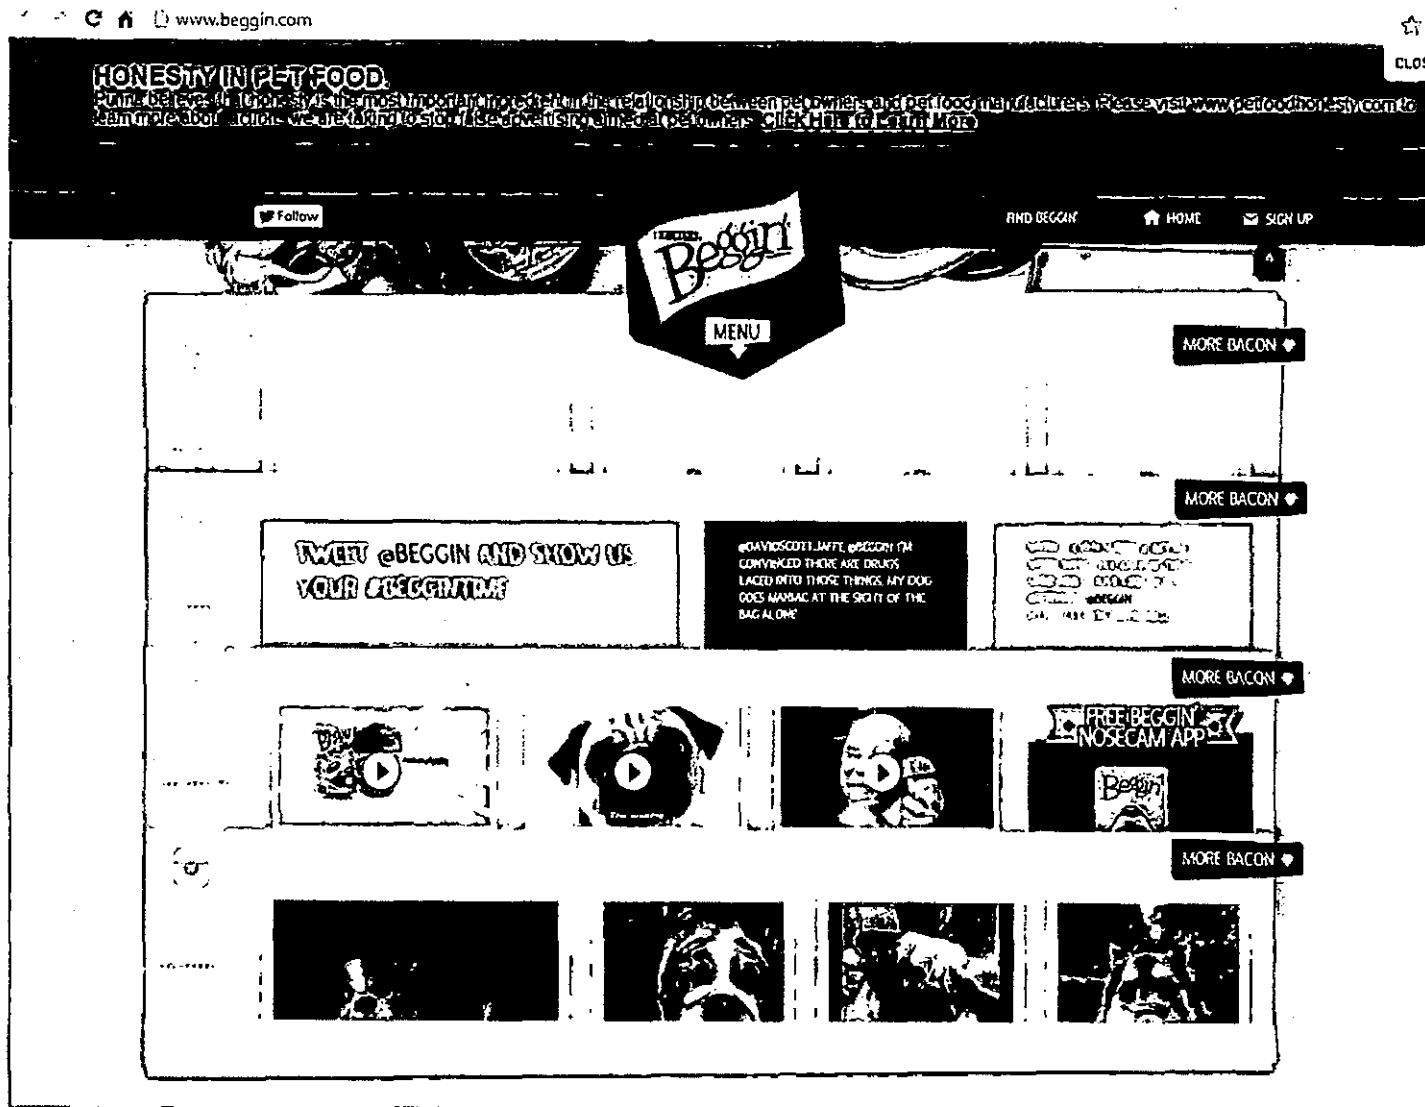 www.beggin.com
CLOS
HONESTY IN PET FOOD.
Purina believes that honesty is the most important ingredient in the relationship between pet owners and pet food manufacturers. Please visit www.petfoodhonesty.com to
learn more about actions we are taking to stop false advertising aimed at pet owners. Click Here to Learn More
Follow
Beggin'
FIND BEGGIN'
HOME
SIGN UP
MENU
MORE BACON
MORE BACON
TWEET @BEGGIN AND SHOW US
YOUR #BEGGINTIME
@DAVIDSCOTTJAFFE @BEGGIN I'M
CONVINCED THERE ARE DRUGS
LACED INTO THOSE THINGS. MY DOG
GOES MANIAC AT THE SIGHT OF THE
BAG ALONE
@BEGGIN
MORE BACON
FREE BEGGIN'
NOSECAM APP
Beggin'
MORE BACON